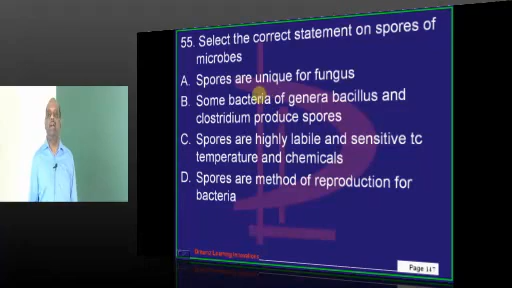 55. Select the correct statement on spores of
microbes
A. Spores are unique for fungus
B. Some bacteria of genera bacillus and
clostridium produce spores
C. Spores are highly labile and sensitive tc
temperature and chemicals
D. Spores are method of reproduction for
bacteria
Page 117